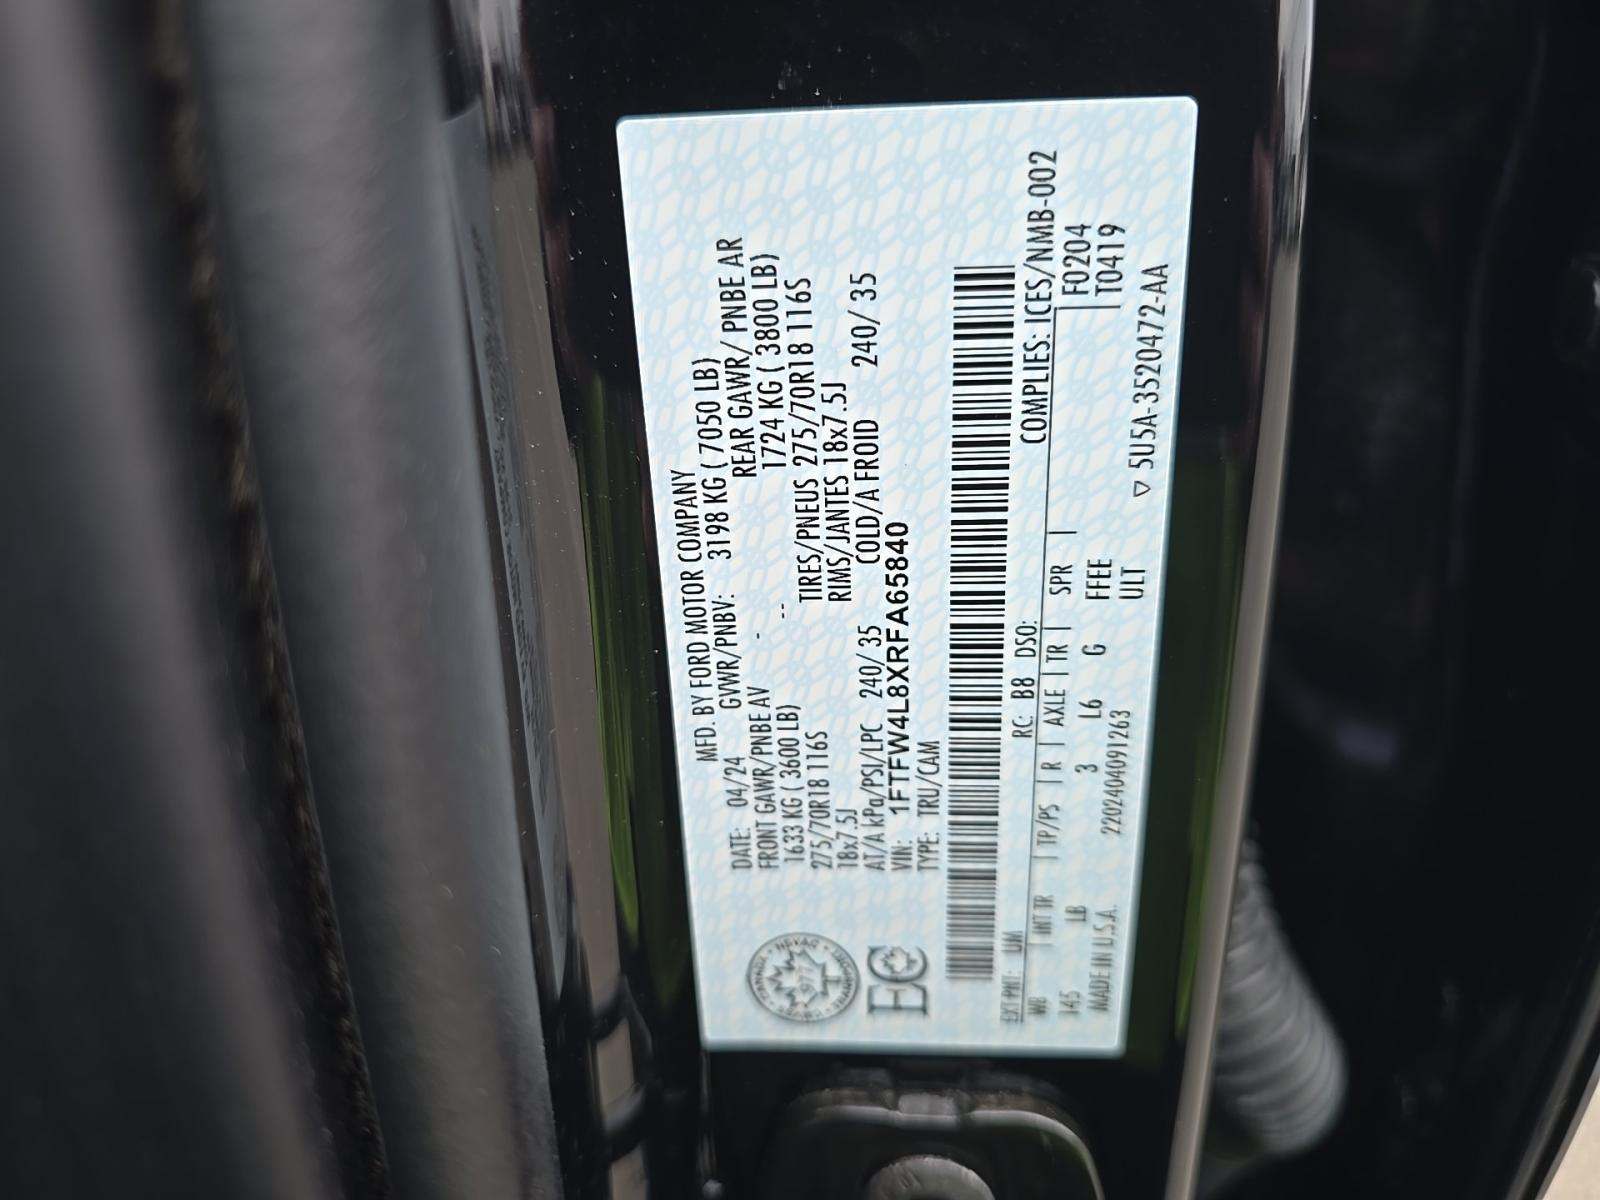 MFD. BY FORD MOTOR COMPANY
DATE: 04/24 GVWR/PNBV: 3198 KG ( 7050 LB)
FRONT GAWR/PNBE AV - REAR GAWR/ PNBE AR
1633 KG ( 3600 LB) -- 1724 KG ( 3800 LB)
275/70R18 116S TIRES/PNEUS 275/70R18 116S
18x7.5J RIMS/JANTES 18x7.5J
AT/A kPa/PSI/LPC 240/ 35 COLD/A FROID 240/ 35
VIN: 1FTFW4L8XRFA65840
TYPE: TRU/CAM
EC
COMPLIES: ICES/NMB-002
EXT PNT: UM RC: B8 DSO:
WB | INT TR | TP/PS | R | AXLE | TR | SPR | F0204
T0419
145 LB 3 L6 G FFEE
ULT
MADE IN U.S.A. 2202404091263
▽ 5U5A-3520472-AA